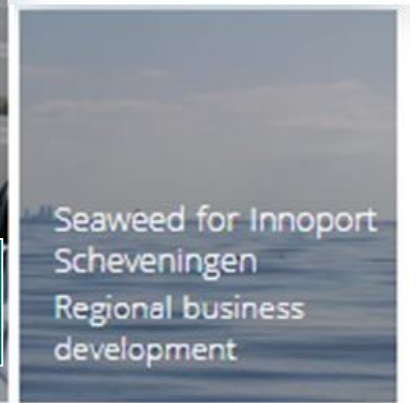 Seaweed for Innoport
Scheveningen
Regional business
development